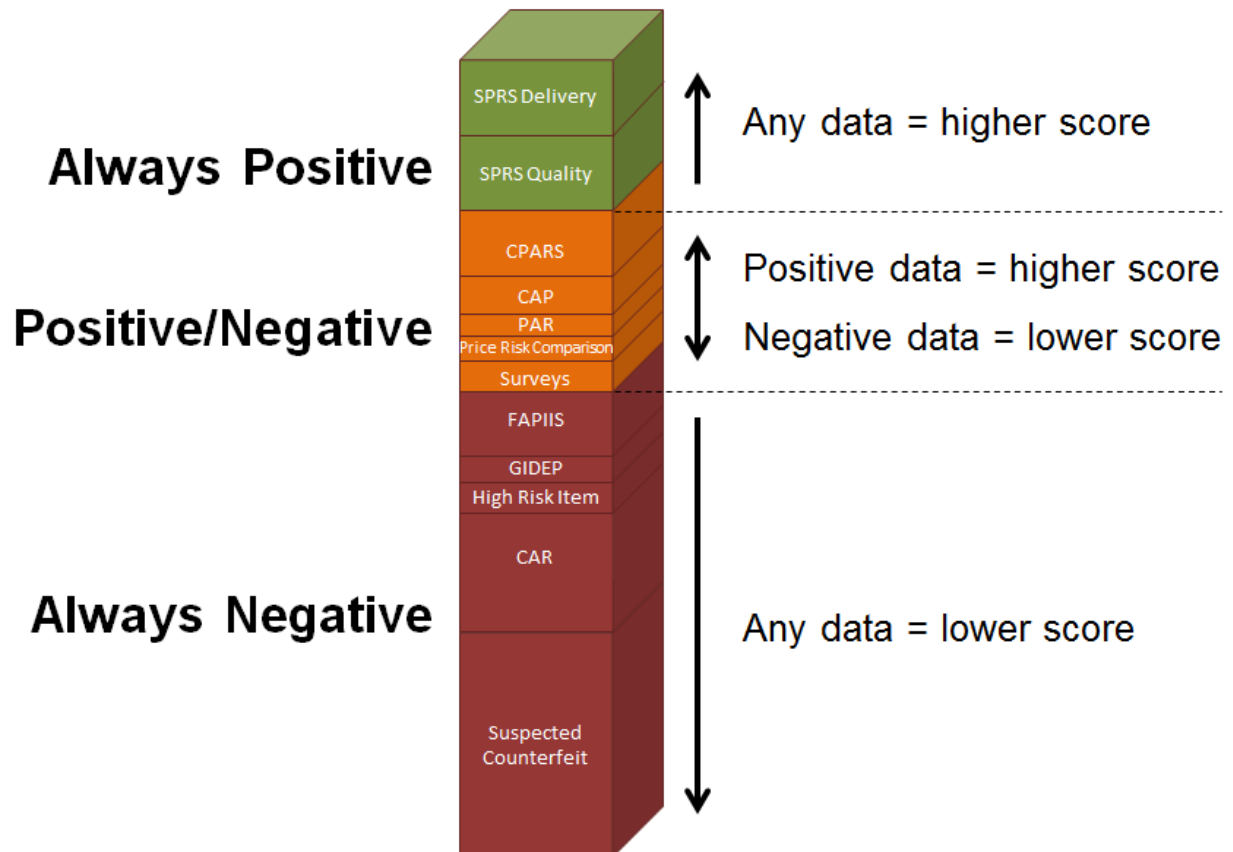 SPRS Delivery
SPRS Quality
Always Positive
Any data = higher score
CPARS
CAP
PAR
Price Risk Comparison
Surveys
Positive/Negative
Positive data = higher score
Negative data = lower score
FAPIIS
GIDEP
High Risk Item
CAR
Suspected
Counterfeit
Always Negative
Any data = lower score